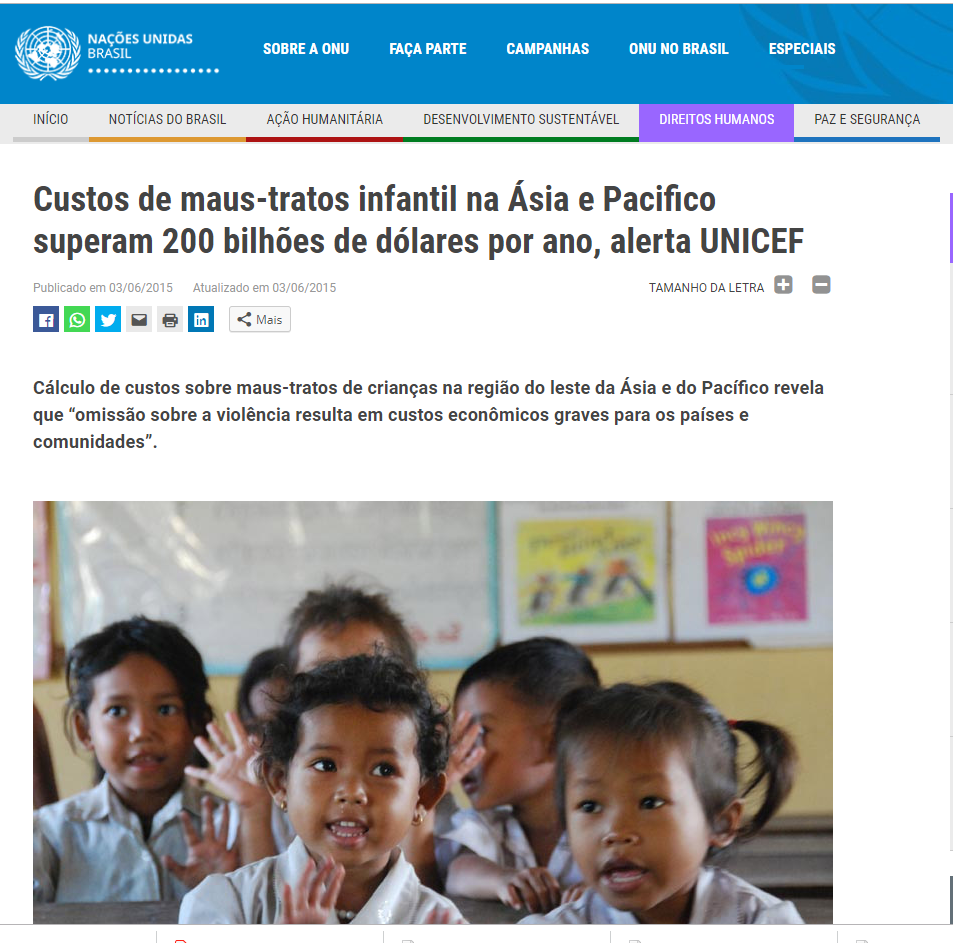 NAÇÕES UNIDAS
BRASIL
SOBRE A ONU FAÇA PARTE CAMPANHAS ONU NO BRASIL ESPECIAIS
INÍCIO NOTÍCIAS DO BRASIL AÇÃO HUMANITÁRIA DESENVOLVIMENTO SUSTENTÁVEL DIREITOS HUMANOS PAZ E SEGURANÇA
Custos de maus-tratos infantil na Ásia e Pacifico
superam 200 bilhões de dólares por ano, alerta UNICEF
Publicado em 03/06/2015 Atualizado em 03/06/2015 TAMANHO DA LETRA
Mais
Cálculo de custos sobre maus-tratos de crianças na região do leste da Ásia e do Pacífico revela
que “omissão sobre a violência resulta em custos econômicos graves para os países e
comunidades”.
Incy Wincy
Spider